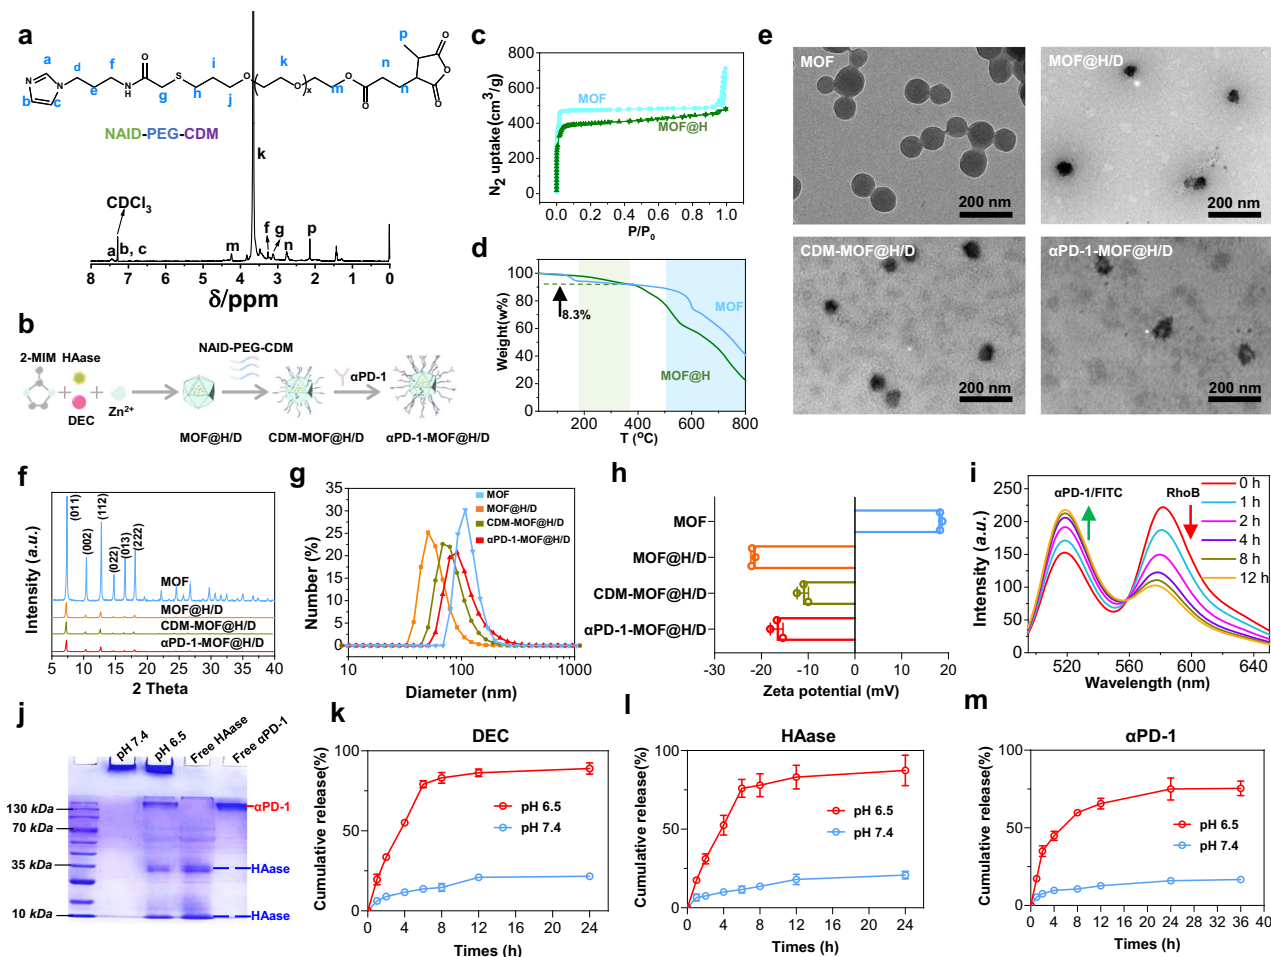 a
p
O
O
O
a
d
f
i
k
n
N
N
O
S
O
O
O
O
x
b
c
e
N
H
g
h
j
m
O
n
NAID-PEG-CDM
k
CDCl3
a
b, c
m
f
g
n
p
8 7 6 5 4 3 2 1 0
δ/ppm
b
2-MIM HAase
DEC
Zn2+
NAID-PEG-CDM
αPD-1
MOF@H/D
CDM-MOF@H/D
αPD-1-MOF@H/D
c
N2 uptake (cm3/g)
800
600
400
200
0
MOF
MOF@H
0.0 0.2 0.4 0.6 0.8 1.0
P/P0
d
Weight(w%)
100
80
60
40
20
0
8.3%
MOF
MOF@H
200 400 600 800
T (oC)
e
MOF
200 nm
MOF@H/D
200 nm
CDM-MOF@H/D
200 nm
αPD-1-MOF@H/D
200 nm
f
Intensity (a.u.)
(011)
(002)
(112)
(022)
(013)
(222)
MOF
MOF@H/D
CDM-MOF@H/D
αPD-1-MOF@H/D
5 10 15 20 25 30 35 40
2 Theta
g
Number (%)
35
30
25
20
15
10
5
0
MOF
MOF@H/D
CDM-MOF@H/D
αPD-1-MOF@H/D
10 100 1000
Diameter (nm)
h
MOF
MOF@H/D
CDM-MOF@H/D
αPD-1-MOF@H/D
-30 -20 -10 0 10 20
Zeta potential (mV)
i
Intensity (a.u.)
250
200
150
100
50
0
αPD-1/FITC
RhoB
0 h
1 h
2 h
4 h
8 h
12 h
520 560 600 640
Wavelength (nm)
j
pH 7.4
pH 6.5
Free HAase
Free αPD-1
130 kDa
70 kDa
35 kDa
10 kDa
αPD-1
HAase
HAase
k
DEC
Cumulative release(%)
100
50
0
pH 6.5
pH 7.4
0 4 8 12 16 20 24
Times (h)
l
HAase
Cumulative release(%)
100
50
0
pH 6.5
pH 7.4
0 4 8 12 16 20 24
Times (h)
m
αPD-1
Cumulative release(%)
100
50
0
pH 6.5
pH 7.4
0 4 8 12 16 20 24 28 32 36 40
Times (h)